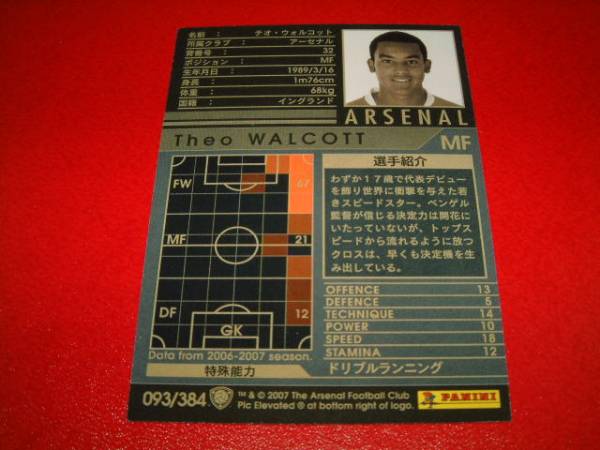 名前 : テオ・ウォルコット
所属クラブ : アーセナル
背番号 : 32
ポジション : MF
生年月日 : 1989/3/16
身長 : 1m76cm
体重 : 68kg
国籍 : イングランド
ARSENAL
Theo WALCOTT MF
67
FW
MF 21
DF 12
GK
Data from 2006-2007 season.
特殊能力
選手紹介
わずか17歳で代表デビュー
を飾り世界に衝撃を与えた若
きスピードスター。ベンゲル
監督が信じる決定力は開花に
いたっていないが、トップス
ピードから流れるように放つ
クロスは、早くも決定機を生
み出している。
OFFENCE 13
DEFENCE 5
TECHNIQUE 14
POWER 10
SPEED 18
STAMINA 12
ドリブルランニング
093/384
TM & © 2007 The Arsenal Football Club
Pic Elevated ® at bottom right of logo.
PANINI